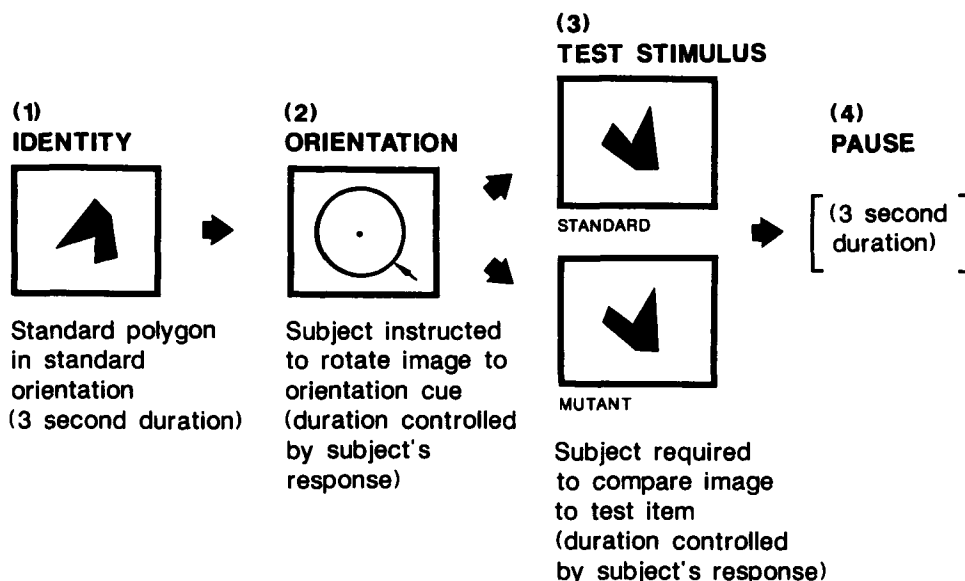 (1)
IDENTITY
Standard polygon
in standard
orientation
(3 second duration)
(2)
ORIENTATION
Subject instructed
to rotate image to
orientation cue
(duration controlled
by subject's
response)
(3)
TEST STIMULUS
STANDARD
MUTANT
Subject required
to compare image
to test item
(duration controlled
by subject's response)
(4)
PAUSE
(3 second
duration)